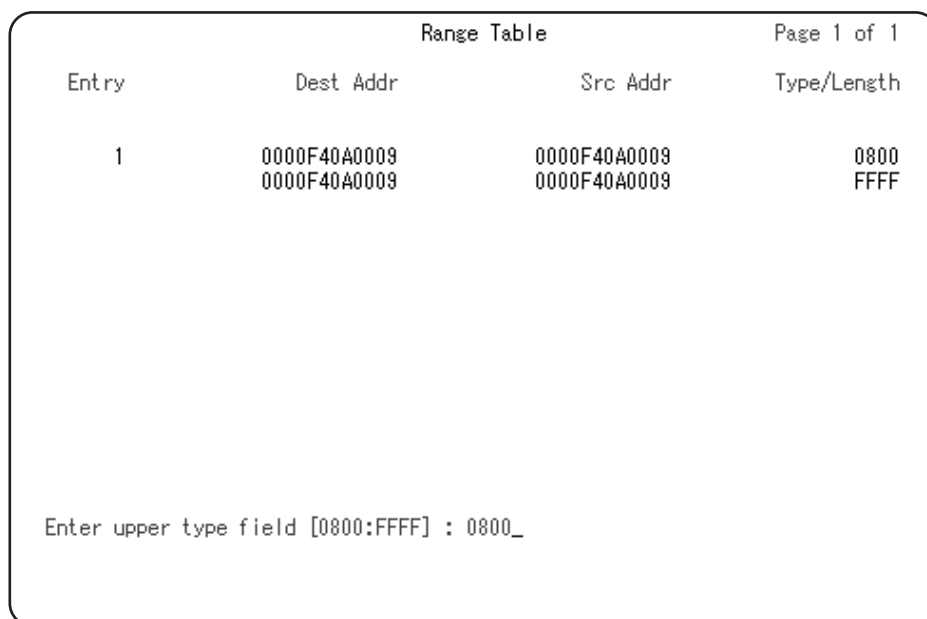 Range Table Page 1 of 1
Entry Dest Addr Src Addr Type/Length
1 0000F40A0009 0000F40A0009 0800
0000F40A0009 0000F40A0009 FFFF
Enter upper type field [0800:FFFF] : 0800_